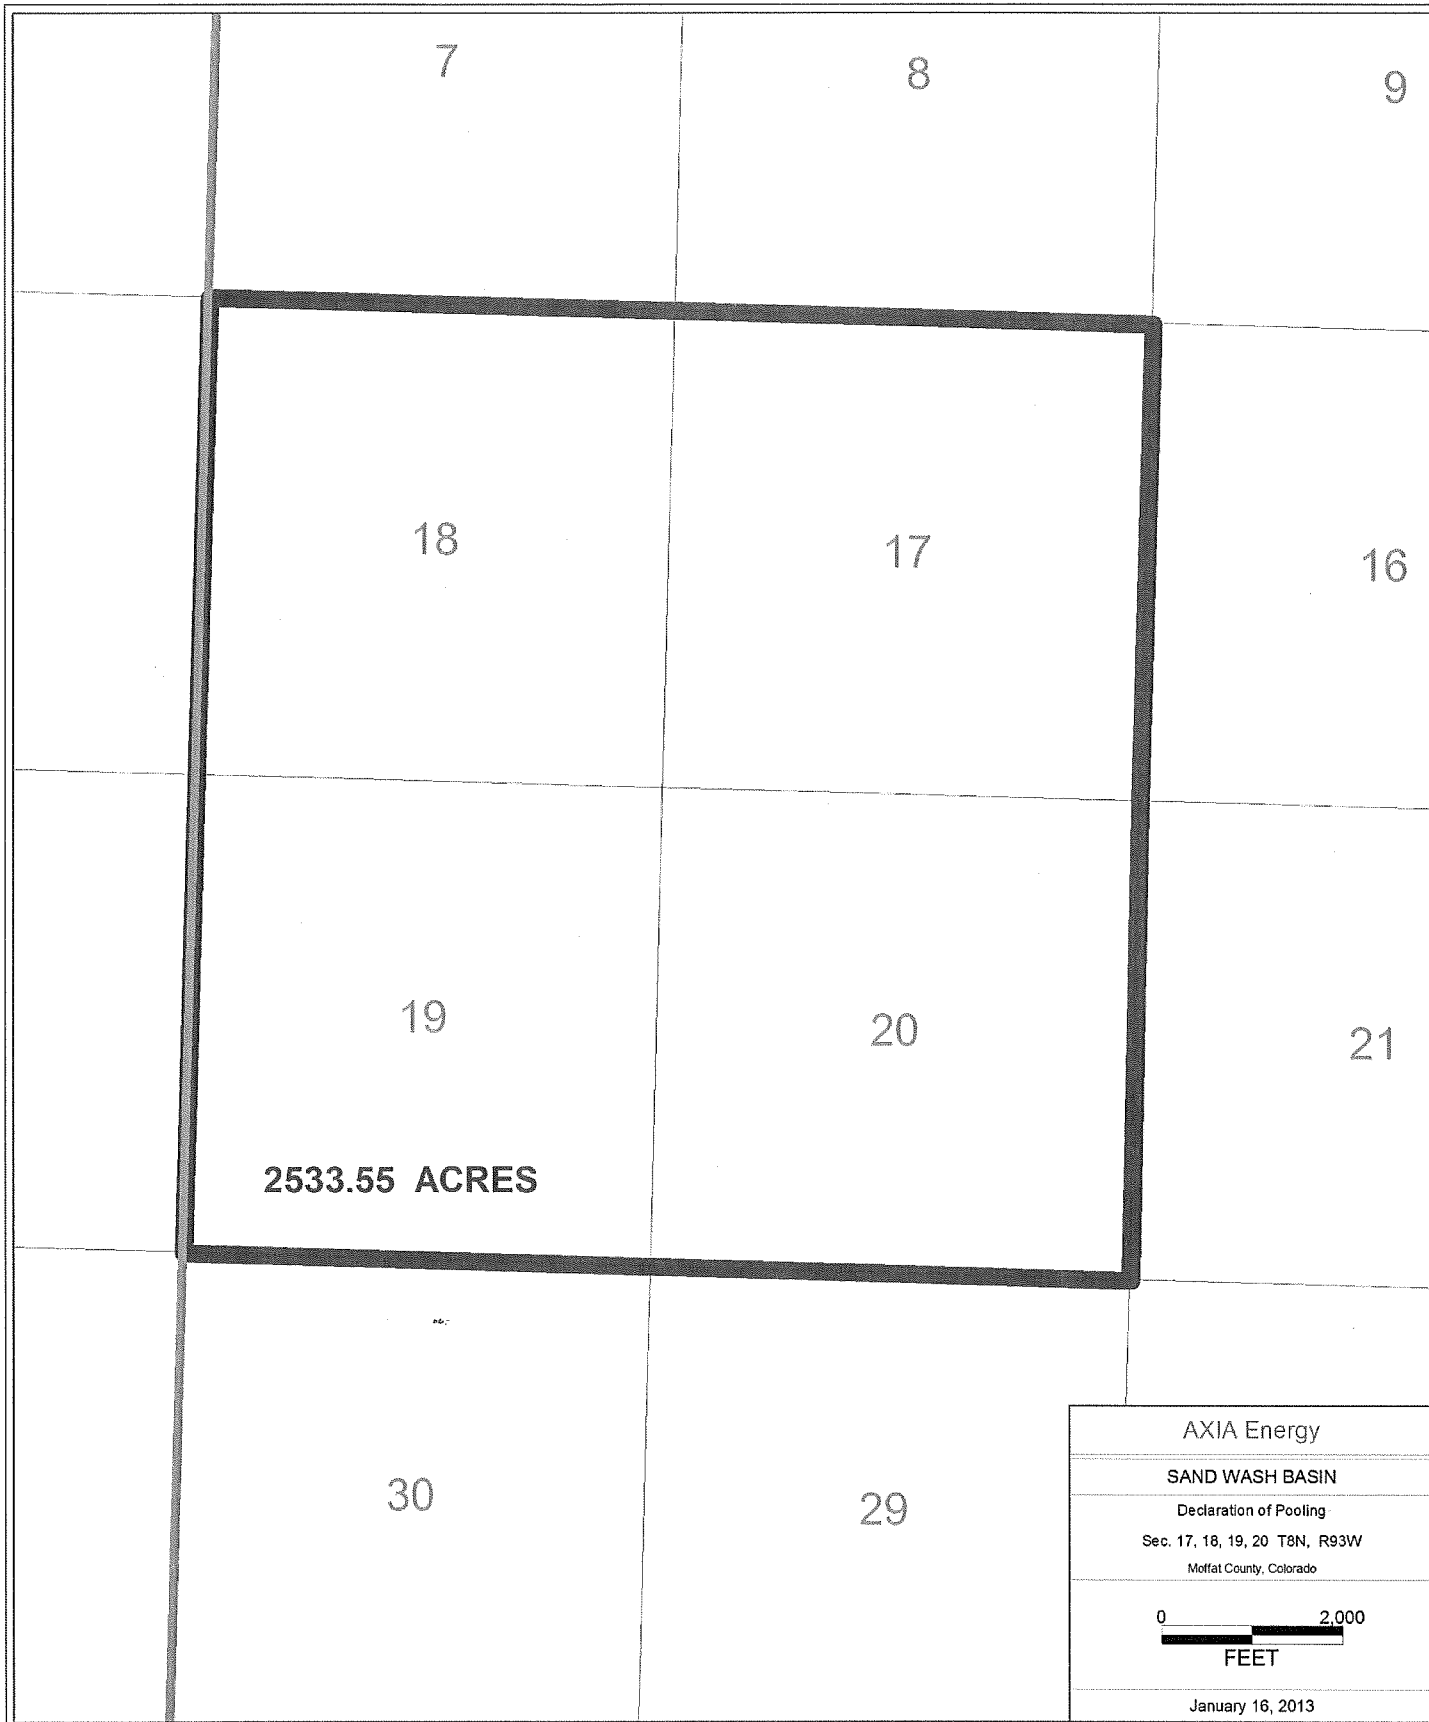 7
8
9
18
17
16
19
20
21
2533.55 ACRES
30
29
AXIA Energy
SAND WASH BASIN
Declaration of Pooling
Sec. 17, 18, 19, 20 T8N, R93W
Moffat County, Colorado
0 2,000
FEET
January 16, 2013